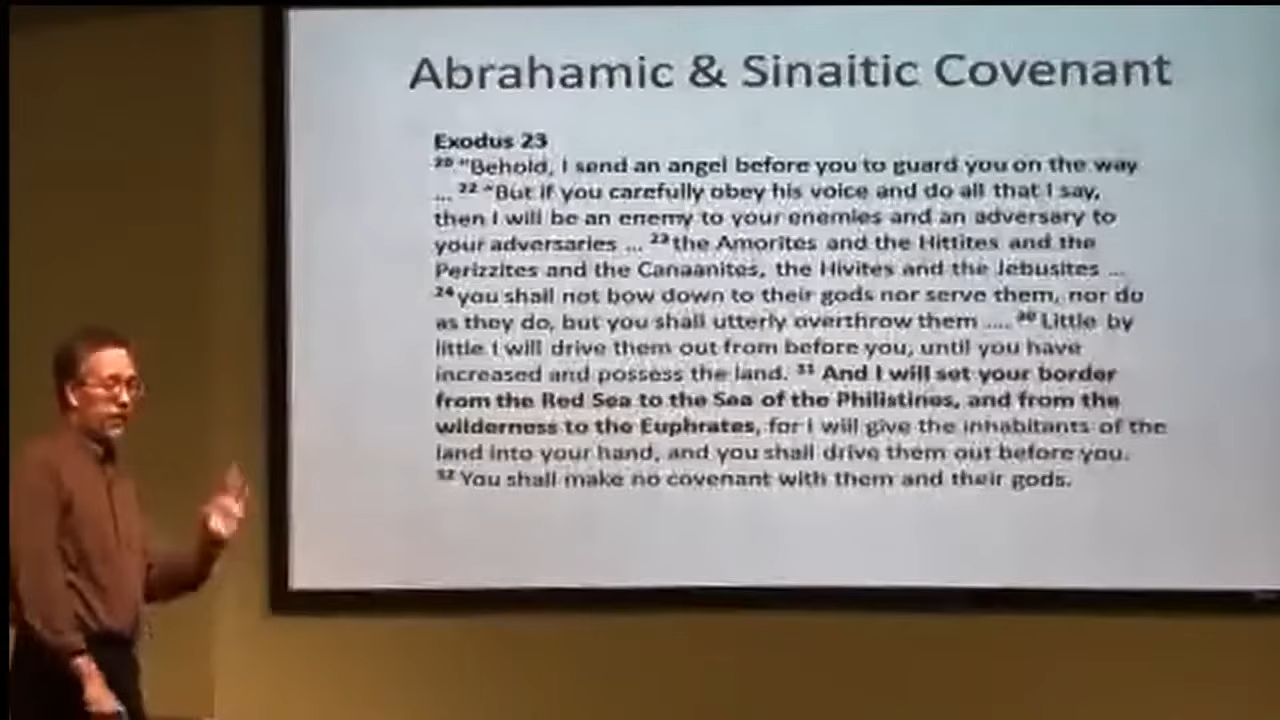 Abrahamic & Sinaitic Covenant
Exodus 23
20 "Behold, I send an angel before you to guard you on the way
... 22 "But if you carefully obey his voice and do all that I say,
then I will be an enemy to your enemies and an adversary to
your adversaries ... 23 the Amorites and the Hittites and the
Perizzites and the Canaanites, the Hivites and the Jebusites ...
24 you shall not bow down to their gods nor serve them, nor do
as they do, but you shall utterly overthrow them .... 30 Little by
little I will drive them out from before you, until you have
increased and possess the land. 31 And I will set your border
from the Red Sea to the Sea of the Philistines, and from the
wilderness to the Euphrates, for I will give the inhabitants of the
land into your hand, and you shall drive them out before you.
32 You shall make no covenant with them and their gods.